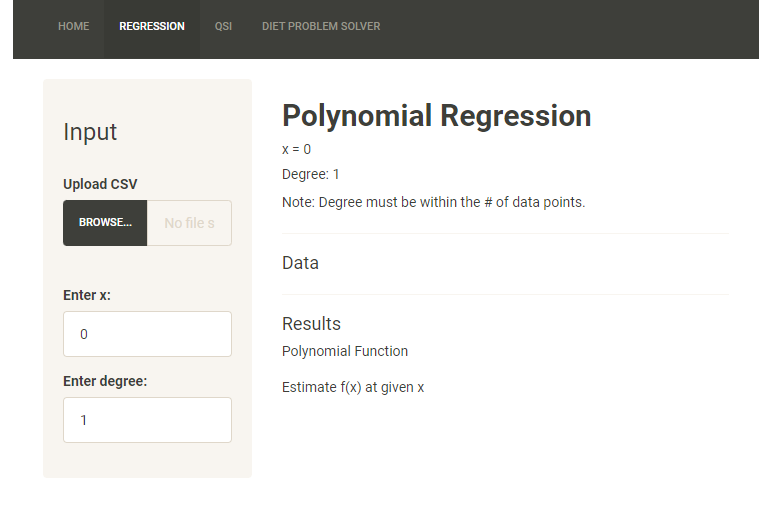 HOME REGRESSION QSI DIET PROBLEM SOLVER
Input
Upload CSV
BROWSE... No file s
Enter x:
0
Enter degree:
1
Polynomial Regression
x = 0
Degree: 1
Note: Degree must be within the # of data points.
Data
Results
Polynomial Function
Estimate f(x) at given x